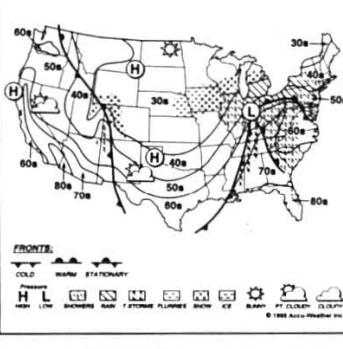 60s
30s
50s
40s
H
H
40s
50s
30s
L
60s
H
40s
70s
60s
50s
80s
70s
60s
80s
FRONTS:
COLD WARM STATIONARY
Pressure
H L
HIGH LOW SHOWERS RAIN T.STORMS FLURRIES SNOW ICE SUNNY PT. CLOUDY CLOUDY
© 1995 Accu-Weather Inc